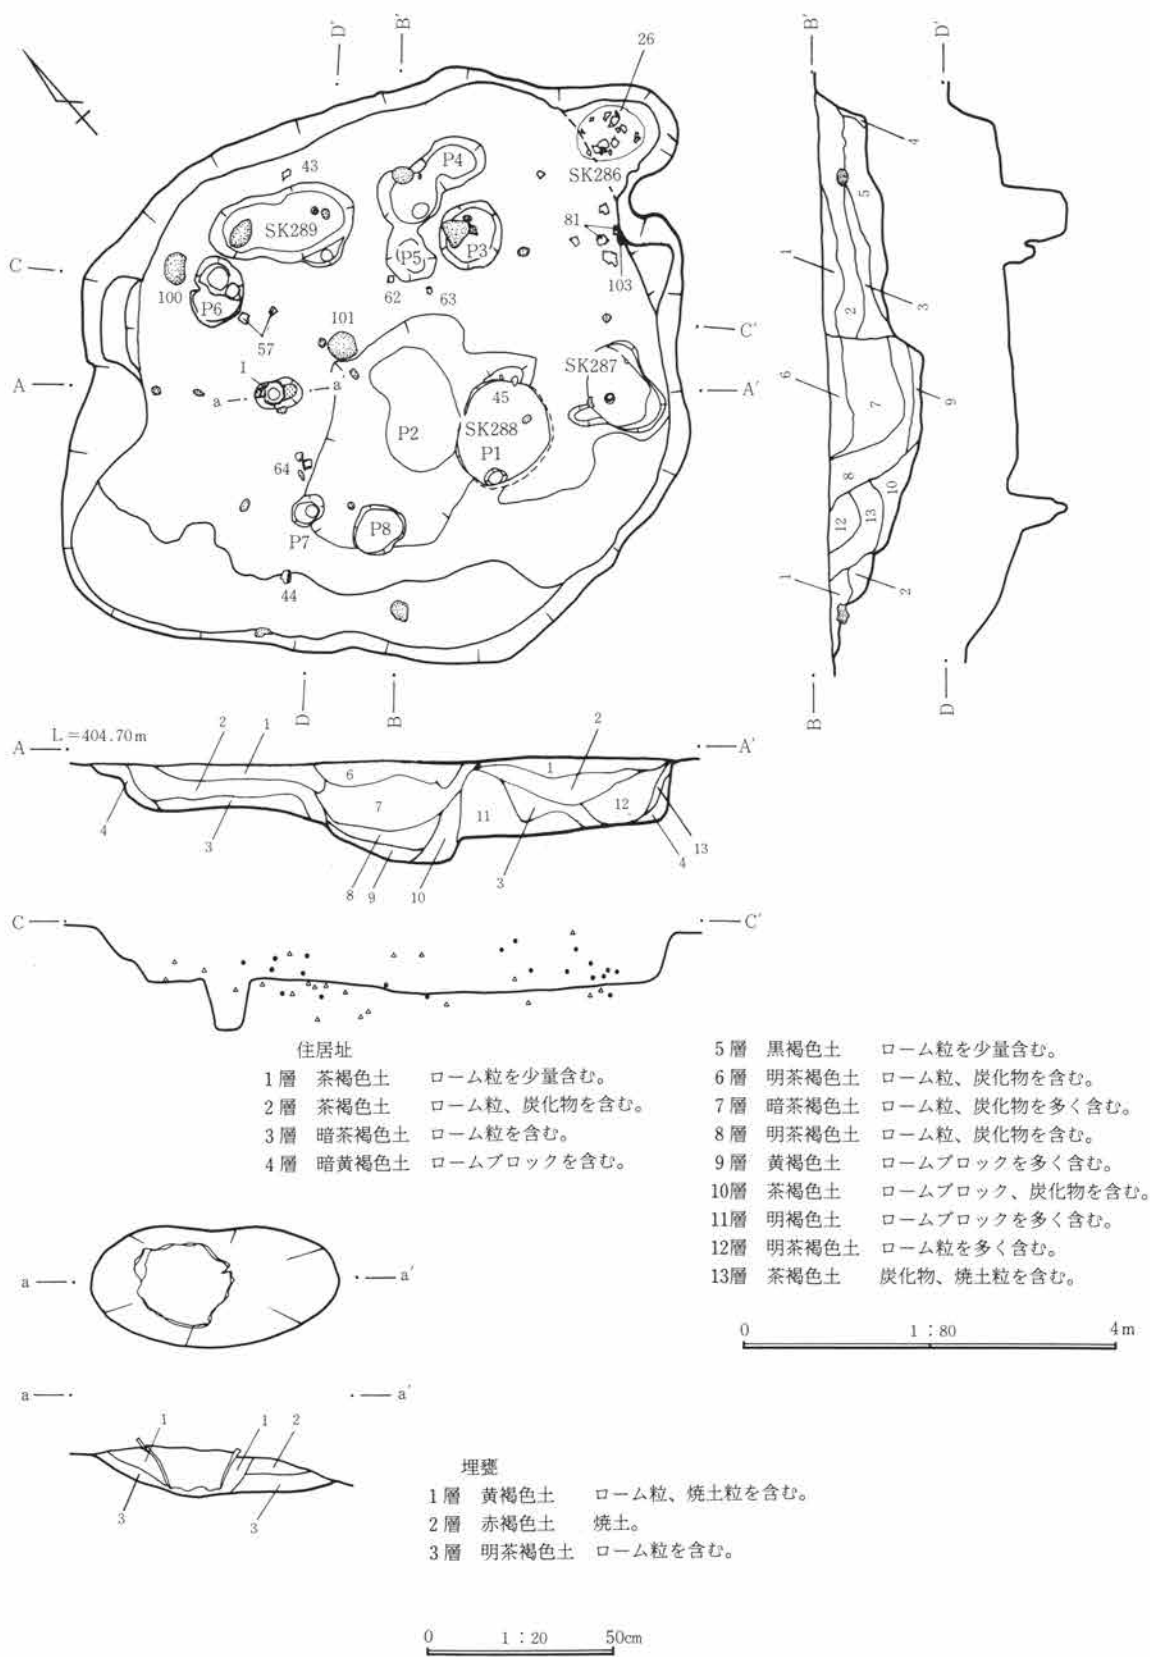 D'
B'
26
43
P4
SK286
SK289
81
P3
C
P5
103
100
P6
62
63
57
101
C'
1
SK287
A
a
a'
A'
45
P2
SK288
P1
64
P7
P8
44
D
B
B'
D'
4
5
1
2
3
6
7
9
8
10
12
13
1
2
B
D
A
L=404.70m
A'
2
1
2
6
1
7
12
11
4
3
8
9
10
3
4
13
C
C'
住居址
1層 茶褐色土 ローム粒を少量含む。
2層 茶褐色土 ローム粒、炭化物を含む。
3層 暗茶褐色土 ローム粒を含む。
4層 暗黄褐色土 ロームブロックを含む。
5層 黒褐色土 ローム粒を少量含む。
6層 明茶褐色土 ローム粒、炭化物を含む。
7層 暗茶褐色土 ローム粒、炭化物を多く含む。
8層 明茶褐色土 ローム粒、炭化物を含む。
9層 黄褐色土 ロームブロックを多く含む。
10層 茶褐色土 ロームブロック、炭化物を含む。
11層 明褐色土 ロームブロックを多く含む。
12層 明茶褐色土 ローム粒を多く含む。
13層 茶褐色土 炭化物、焼土粒を含む。
0 1:80 4m
a
a'
a
a'
1
1
2
3
3
埋甕
1層 黄褐色土 ローム粒、焼土粒を含む。
2層 赤褐色土 焼土。
3層 明茶褐色土 ローム粒を含む。
0 1:20 50cm